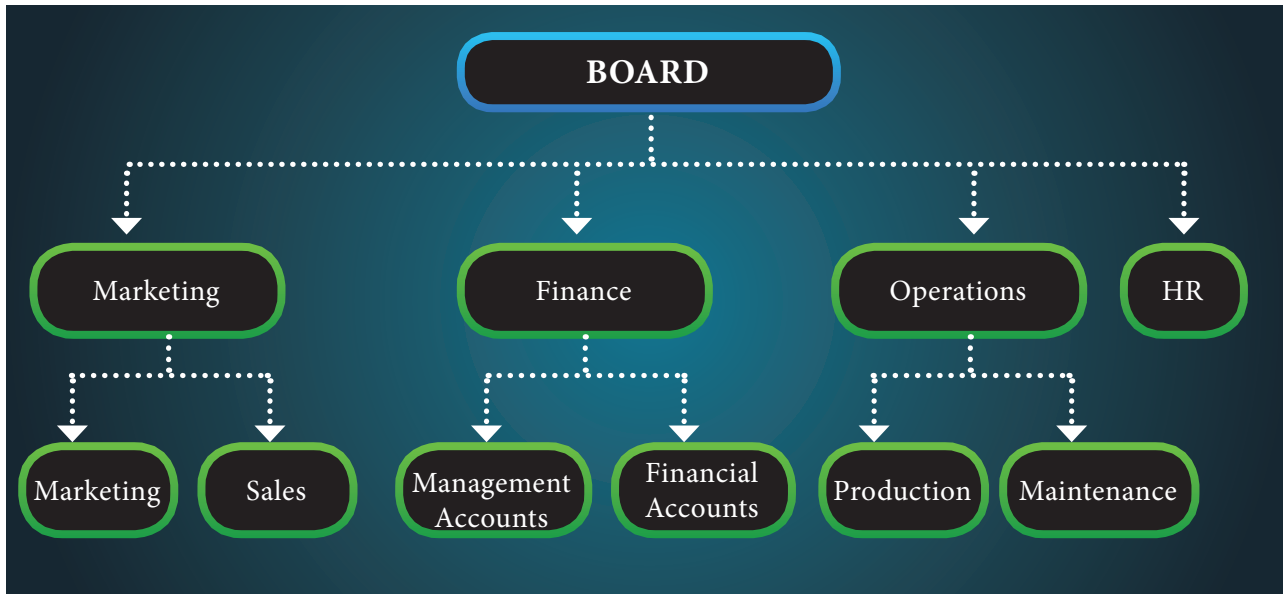 BOARD
Marketing
Finance
Operations
HR
Marketing
Sales
Management
Accounts
Financial
Accounts
Production
Maintenance